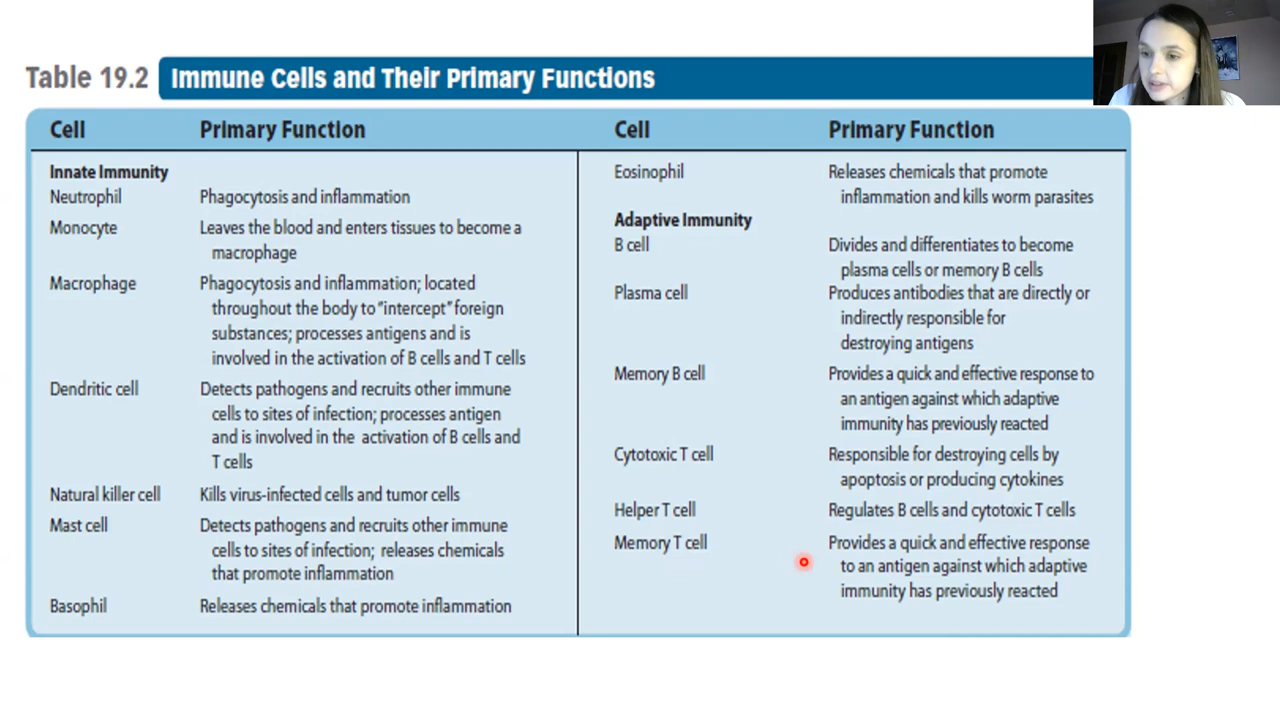 Table 19.2 Immune Cells and Their Primary Functions
Cell Primary Function
Innate Immunity
Neutrophil Phagocytosis and inflammation
Monocyte Leaves the blood and enters tissues to become a
macrophage
Macrophage Phagocytosis and inflammation; located
throughout the body to "intercept" foreign
substances; processes antigens and is
involved in the activation of B cells and T cells
Dendritic cell Detects pathogens and recruits other immune
cells to sites of infection; processes antigen
and is involved in the activation of B cells and
T cells
Natural killer cell Kills virus-infected cells and tumor cells
Mast cell Detects pathogens and recruits other immune
cells to sites of infection; releases chemicals
that promote inflammation
Basophil Releases chemicals that promote inflammation
Cell Primary Function
Eosinophil Releases chemicals that promote
inflammation and kills worm parasites
Adaptive Immunity
B cell Divides and differentiates to become
plasma cells or memory B cells
Plasma cell Produces antibodies that are directly or
indirectly responsible for
destroying antigens
Memory B cell Provides a quick and effective response to
an antigen against which adaptive
immunity has previously reacted
Cytotoxic T cell Responsible for destroying cells by
apoptosis or producing cytokines
Helper T cell Regulates B cells and cytotoxic T cells
Memory T cell Provides a quick and effective response
to an antigen against which adaptive
immunity has previously reacted